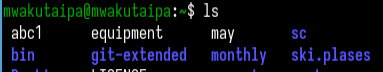 mwakutaipa@mwakutaipa:~$ ls
abc1 equipment may sc
bin git-extended monthly ski.plases